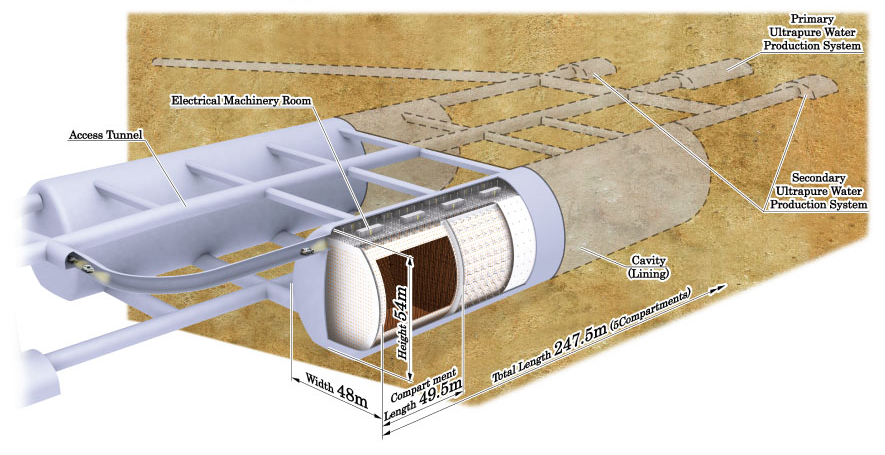 Primary
Ultrapure Water
Production System
Electrical Machinery Room
Access Tunnel
Secondary
Ultrapure Water
Production System
Cavity
(Lining)
Height 54m
Width 48m
Compart ment
Length 49.5m
Total Length 247.5m (5Compartments)